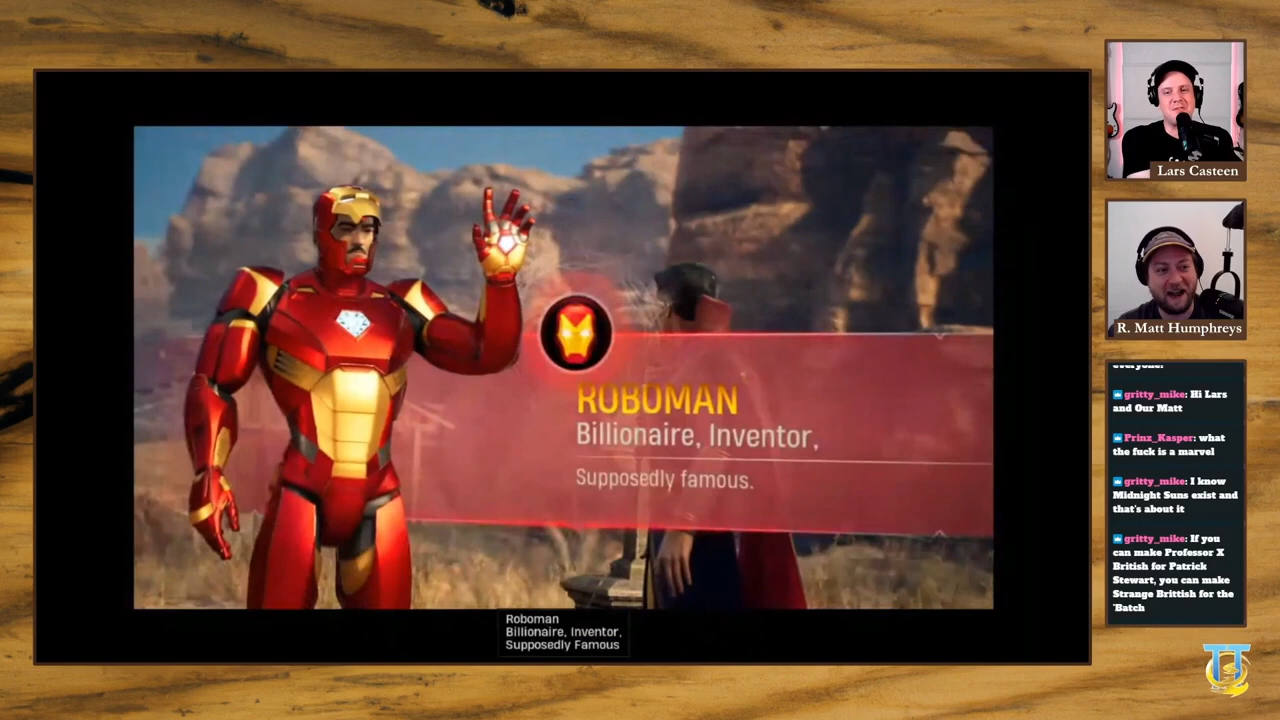 ROBOMAN
Billionaire, Inventor,
Supposedly famous.
Roboman
Billionaire, Inventor,
Supposedly Famous
Lars Casteen
R. Matt Humphreys
everyone!
gritty_mike: Hi Lars
and Our Matt
Prinz_Kasper: what
the fuck is a marvel
gritty_mike: I know
Midnight Suns exist and
that's about it
gritty_mike: If you
can make Professor X
British for Patrick
Stewart, you can make
Strange Brittish for the
'Batch
TT